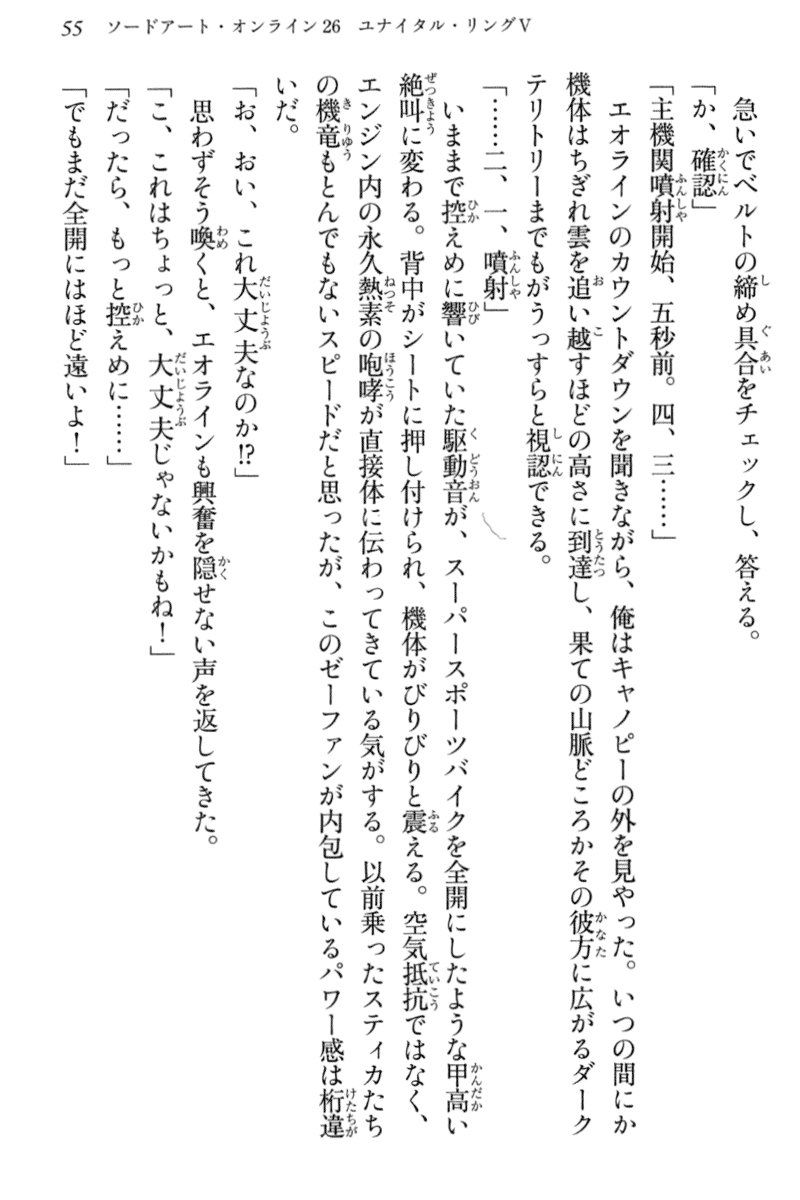 55　ソードアート・オンライン26　ユナイタル・リングⅤ
急いでベルトの締め具合をチェックし、答える。
「か、確認」
「主機関噴射開始、五秒前。四、三……」
エオラインのカウントダウンを聞きながら、俺はキャノピーの外を見やった。いつの間にか
機体はちぎれ雲を追い越すほどの高さに到達し、果ての山脈どころかその彼方に広がるダーク
テリトリーまでもがうっすらと視認できる。
「……二、一、噴射」
いままで控えめに響いていた駆動音が、スーパースポーツバイクを全開にしたような甲高い
絶叫に変わる。背中がシートに押し付けられ、機体がびりびりと震える。空気抵抗ではなく、
エンジン内の永久熱素の咆哮が直接体に伝わってきている気がする。以前乗ったスティカたち
の機竜もとんでもないスピードだと思ったが、このゼーファンが内包しているパワー感は桁違
いだ。
「お、おい、これ大丈夫なのか!?」
思わずそう喚くと、エオラインも興奮を隠せない声を返してきた。
「こ、これはちょっと、大丈夫じゃないかもね！」
「だったら、もっと控えめに……」
「でもまだ全開にはほど遠いよ！」